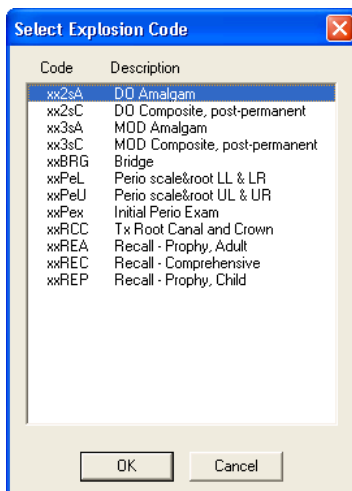 Select Explosion Code
Code Description
xx2sA DO Amalgam
xx2sC DO Composite, post-permanent
xx3sA MOD Amalgam
xx3sC MOD Composite, post-permanent
xxBRG Bridge
xxPeL Perio scale&root LL & LR
xxPeU Perio scale&root UL & UR
xxPex Initial Perio Exam
xxRCC Tx Root Canal and Crown
xxREA Recall - Prophy, Adult
xxREC Recall - Comprehensive
xxREP Recall - Prophy, Child
OK Cancel